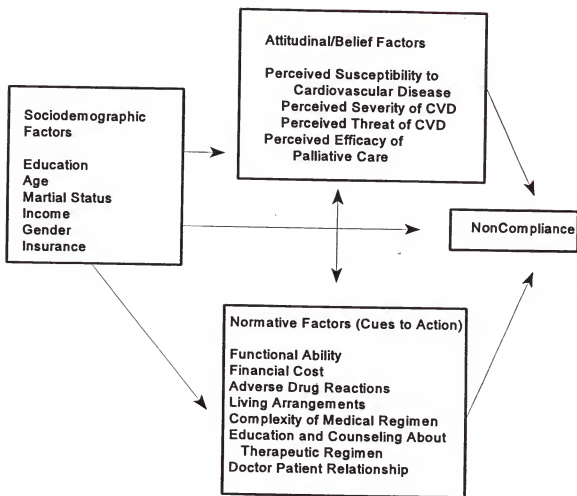 Attitudinal/Belief Factors
Perceived Susceptibility to
Cardiovascular Disease
Perceived Severity of CVD
Perceived Threat of CVD
Perceived Efficacy of
Palliative Care
Sociodemographic
Factors
Education
Age
Martial Status
Income
Gender
Insurance
NonCompliance
Normative Factors (Cues to Action)
Functional Ability
Financial Cost
Adverse Drug Reactions
Living Arrangements
Complexity of Medical Regimen
Education and Counseling About
Therapeutic Regimen
Doctor Patient Relationship